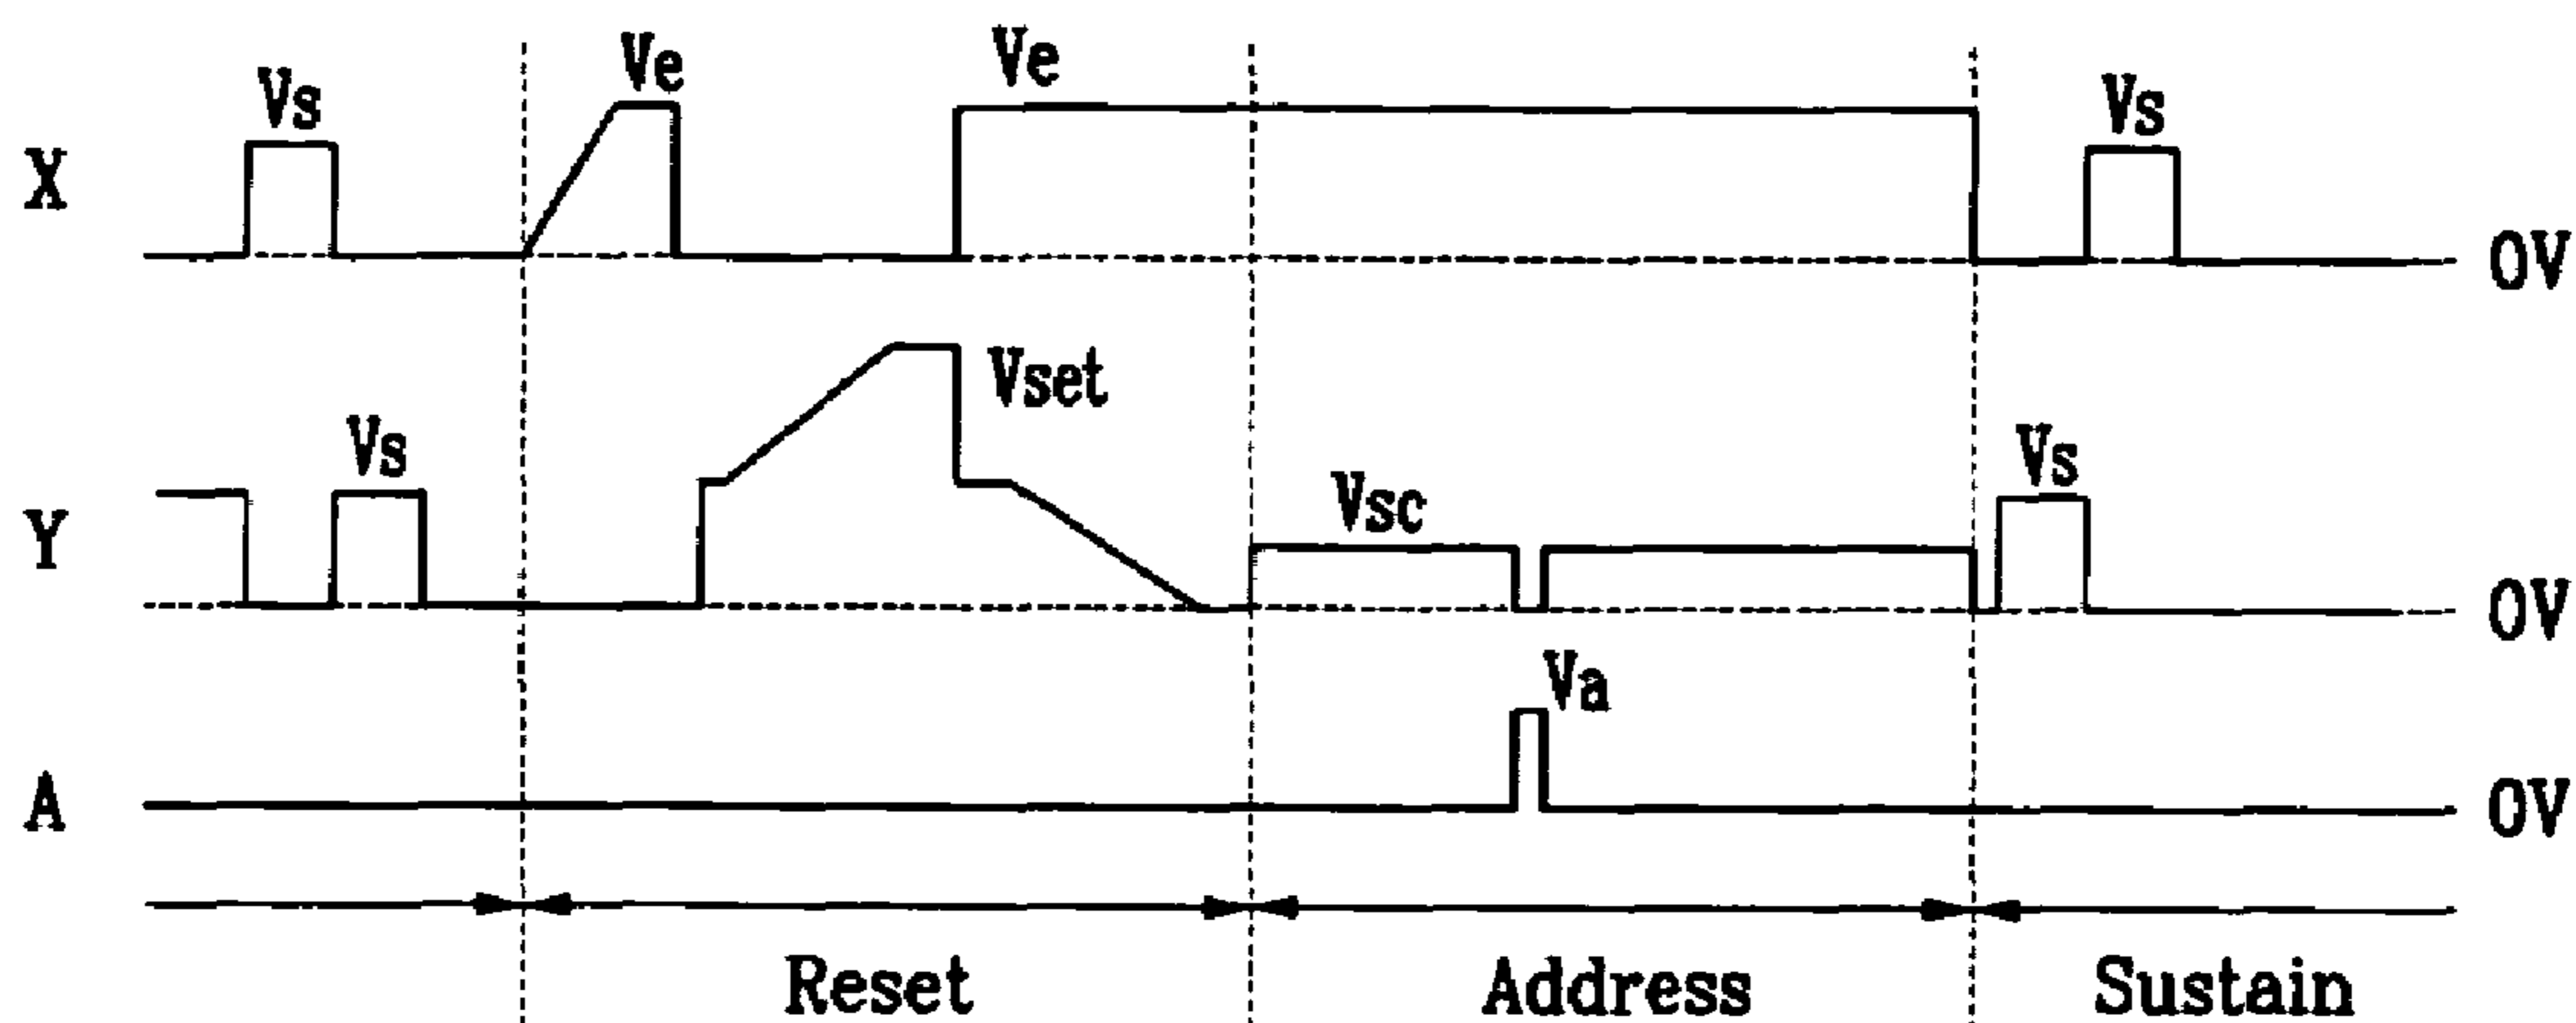 Vs Ve Ve Vs
X
0V
Vset
Vs Vs
Vsc
Y
0V
Va
A
0V
Reset Address Sustain